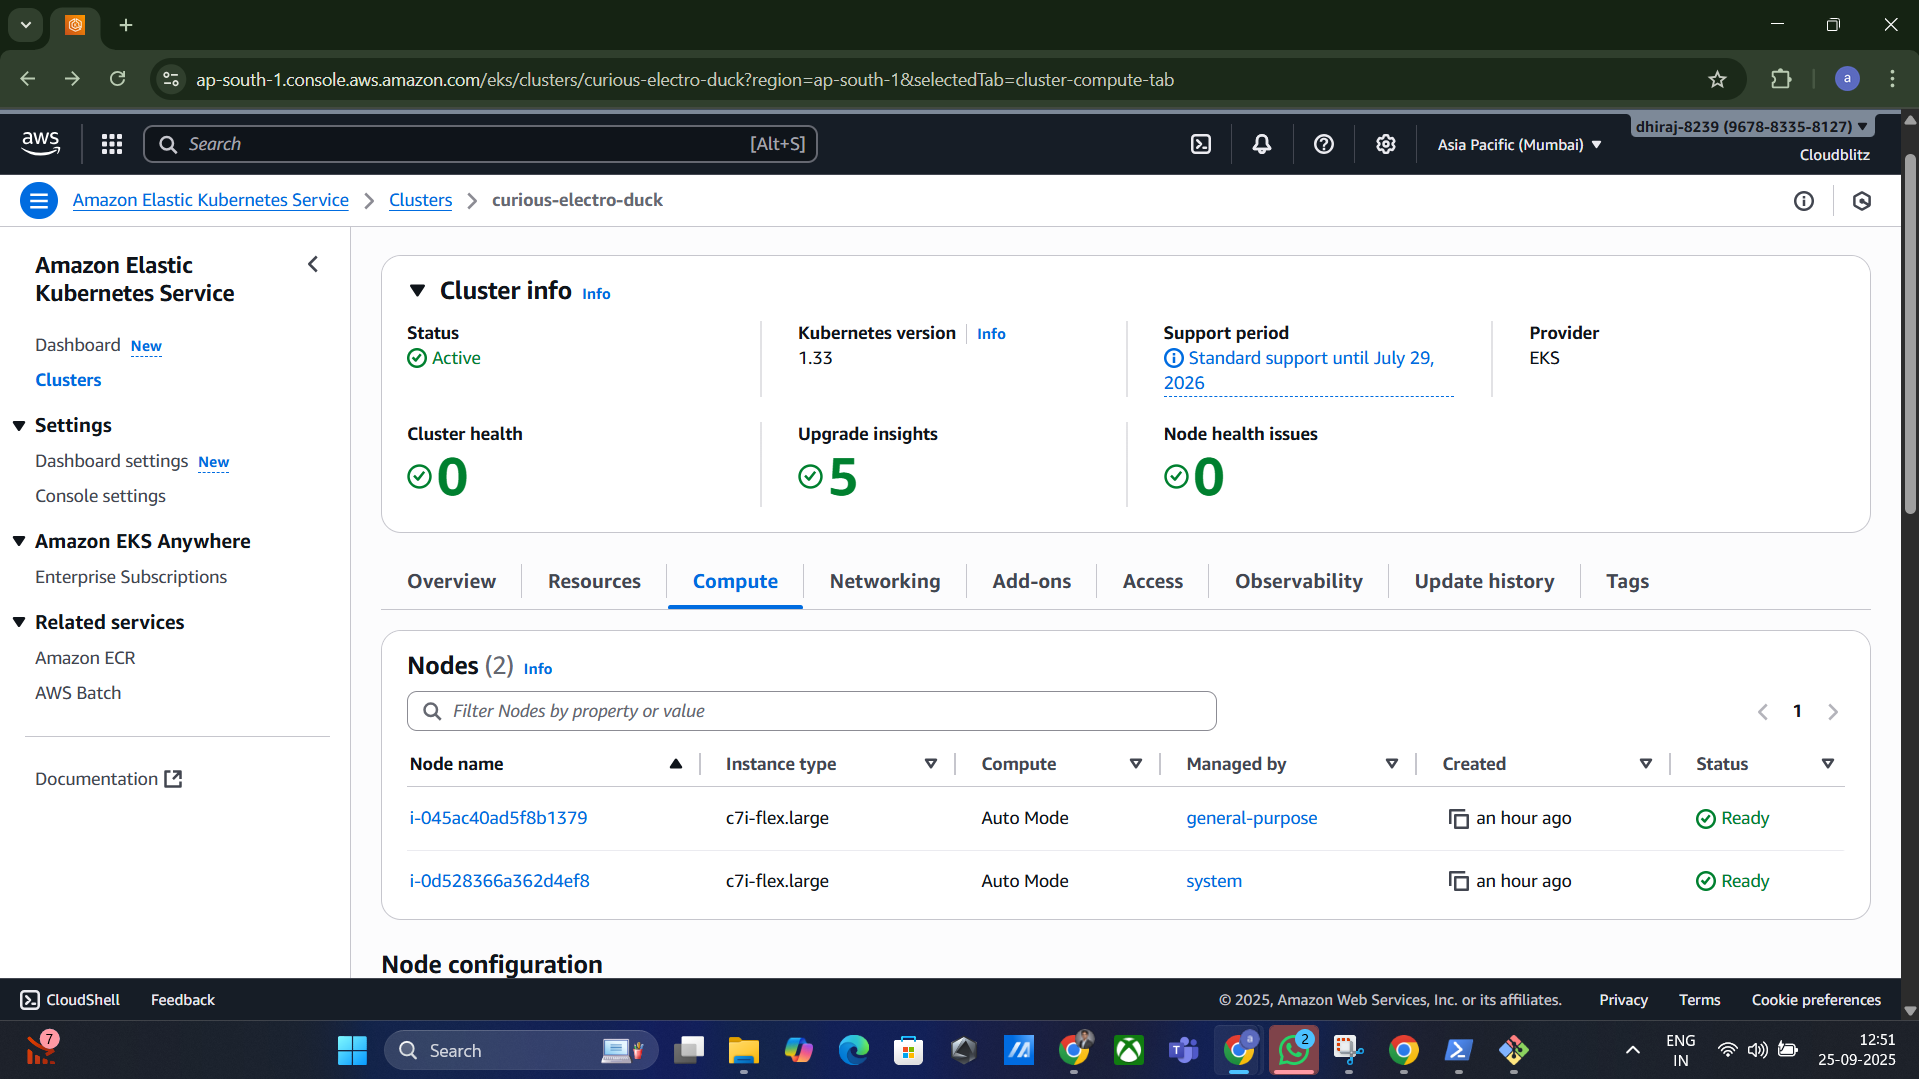 ap-south-1.console.aws.amazon.com/eks/clusters/curious-electro-duck?region=ap-south-1&selectedTab=cluster-compute-tab
a
aws
Search
[Alt+S]
Asia Pacific (Mumbai) ▼
dhiraj-8239 (9678-8335-8127) ▼
Cloudblitz
Amazon Elastic Kubernetes Service
Clusters
curious-electro-duck
Amazon Elastic
Kubernetes Service
Dashboard New
Clusters
Settings
Dashboard settings New
Console settings
Amazon EKS Anywhere
Enterprise Subscriptions
Related services
Amazon ECR
AWS Batch
Documentation
Cluster info Info
Status
Active
Kubernetes version Info
1.33
Support period
Standard support until July 29,
2026
Provider
EKS
Cluster health
0
Upgrade insights
5
Node health issues
0
Overview
Resources
Compute
Networking
Add-ons
Access
Observability
Update history
Tags
Nodes (2) Info
Filter Nodes by property or value
1
Node name
Instance type
Compute
Managed by
Created
Status
i-045ac40ad5f8b1379
c7i-flex.large
Auto Mode
general-purpose
an hour ago
Ready
i-0d528366a362d4ef8
c7i-flex.large
Auto Mode
system
an hour ago
Ready
Node configuration
CloudShell
Feedback
© 2025, Amazon Web Services, Inc. or its affiliates.
Privacy
Terms
Cookie preferences
7
Search
a
2
ENG
IN
12:51
25-09-2025